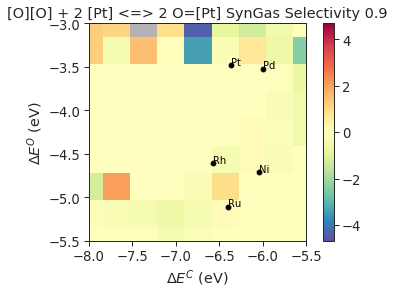 [O][O] + 2 [Pt] <=> 2 O=[Pt] SynGas Selectivity 0.9
−3.0
−3.5
−4.0
−4.5
−5.0
−5.5
ΔE^O (eV)
Pt
Pd
Rh
Ni
Ru
−8.0 −7.5 −7.0 −6.5 −6.0 −5.5
ΔE^C (eV)
4
2
0
−2
−4